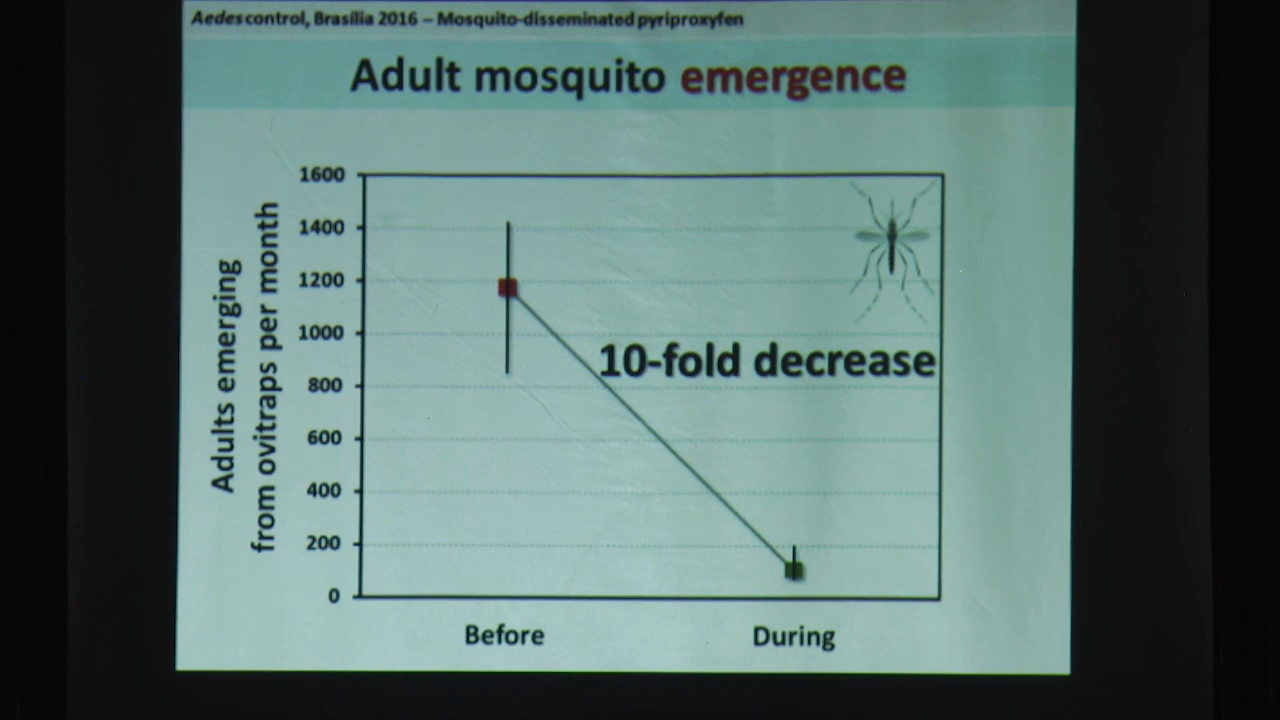 Aedes control, Brasília 2016 – Mosquito-disseminated pyriproxyfen
Adult mosquito emergence
Adults emerging
from ovitraps per month
1600
1400
1200
1000
800
600
400
200
0
10-fold decrease
Before
During